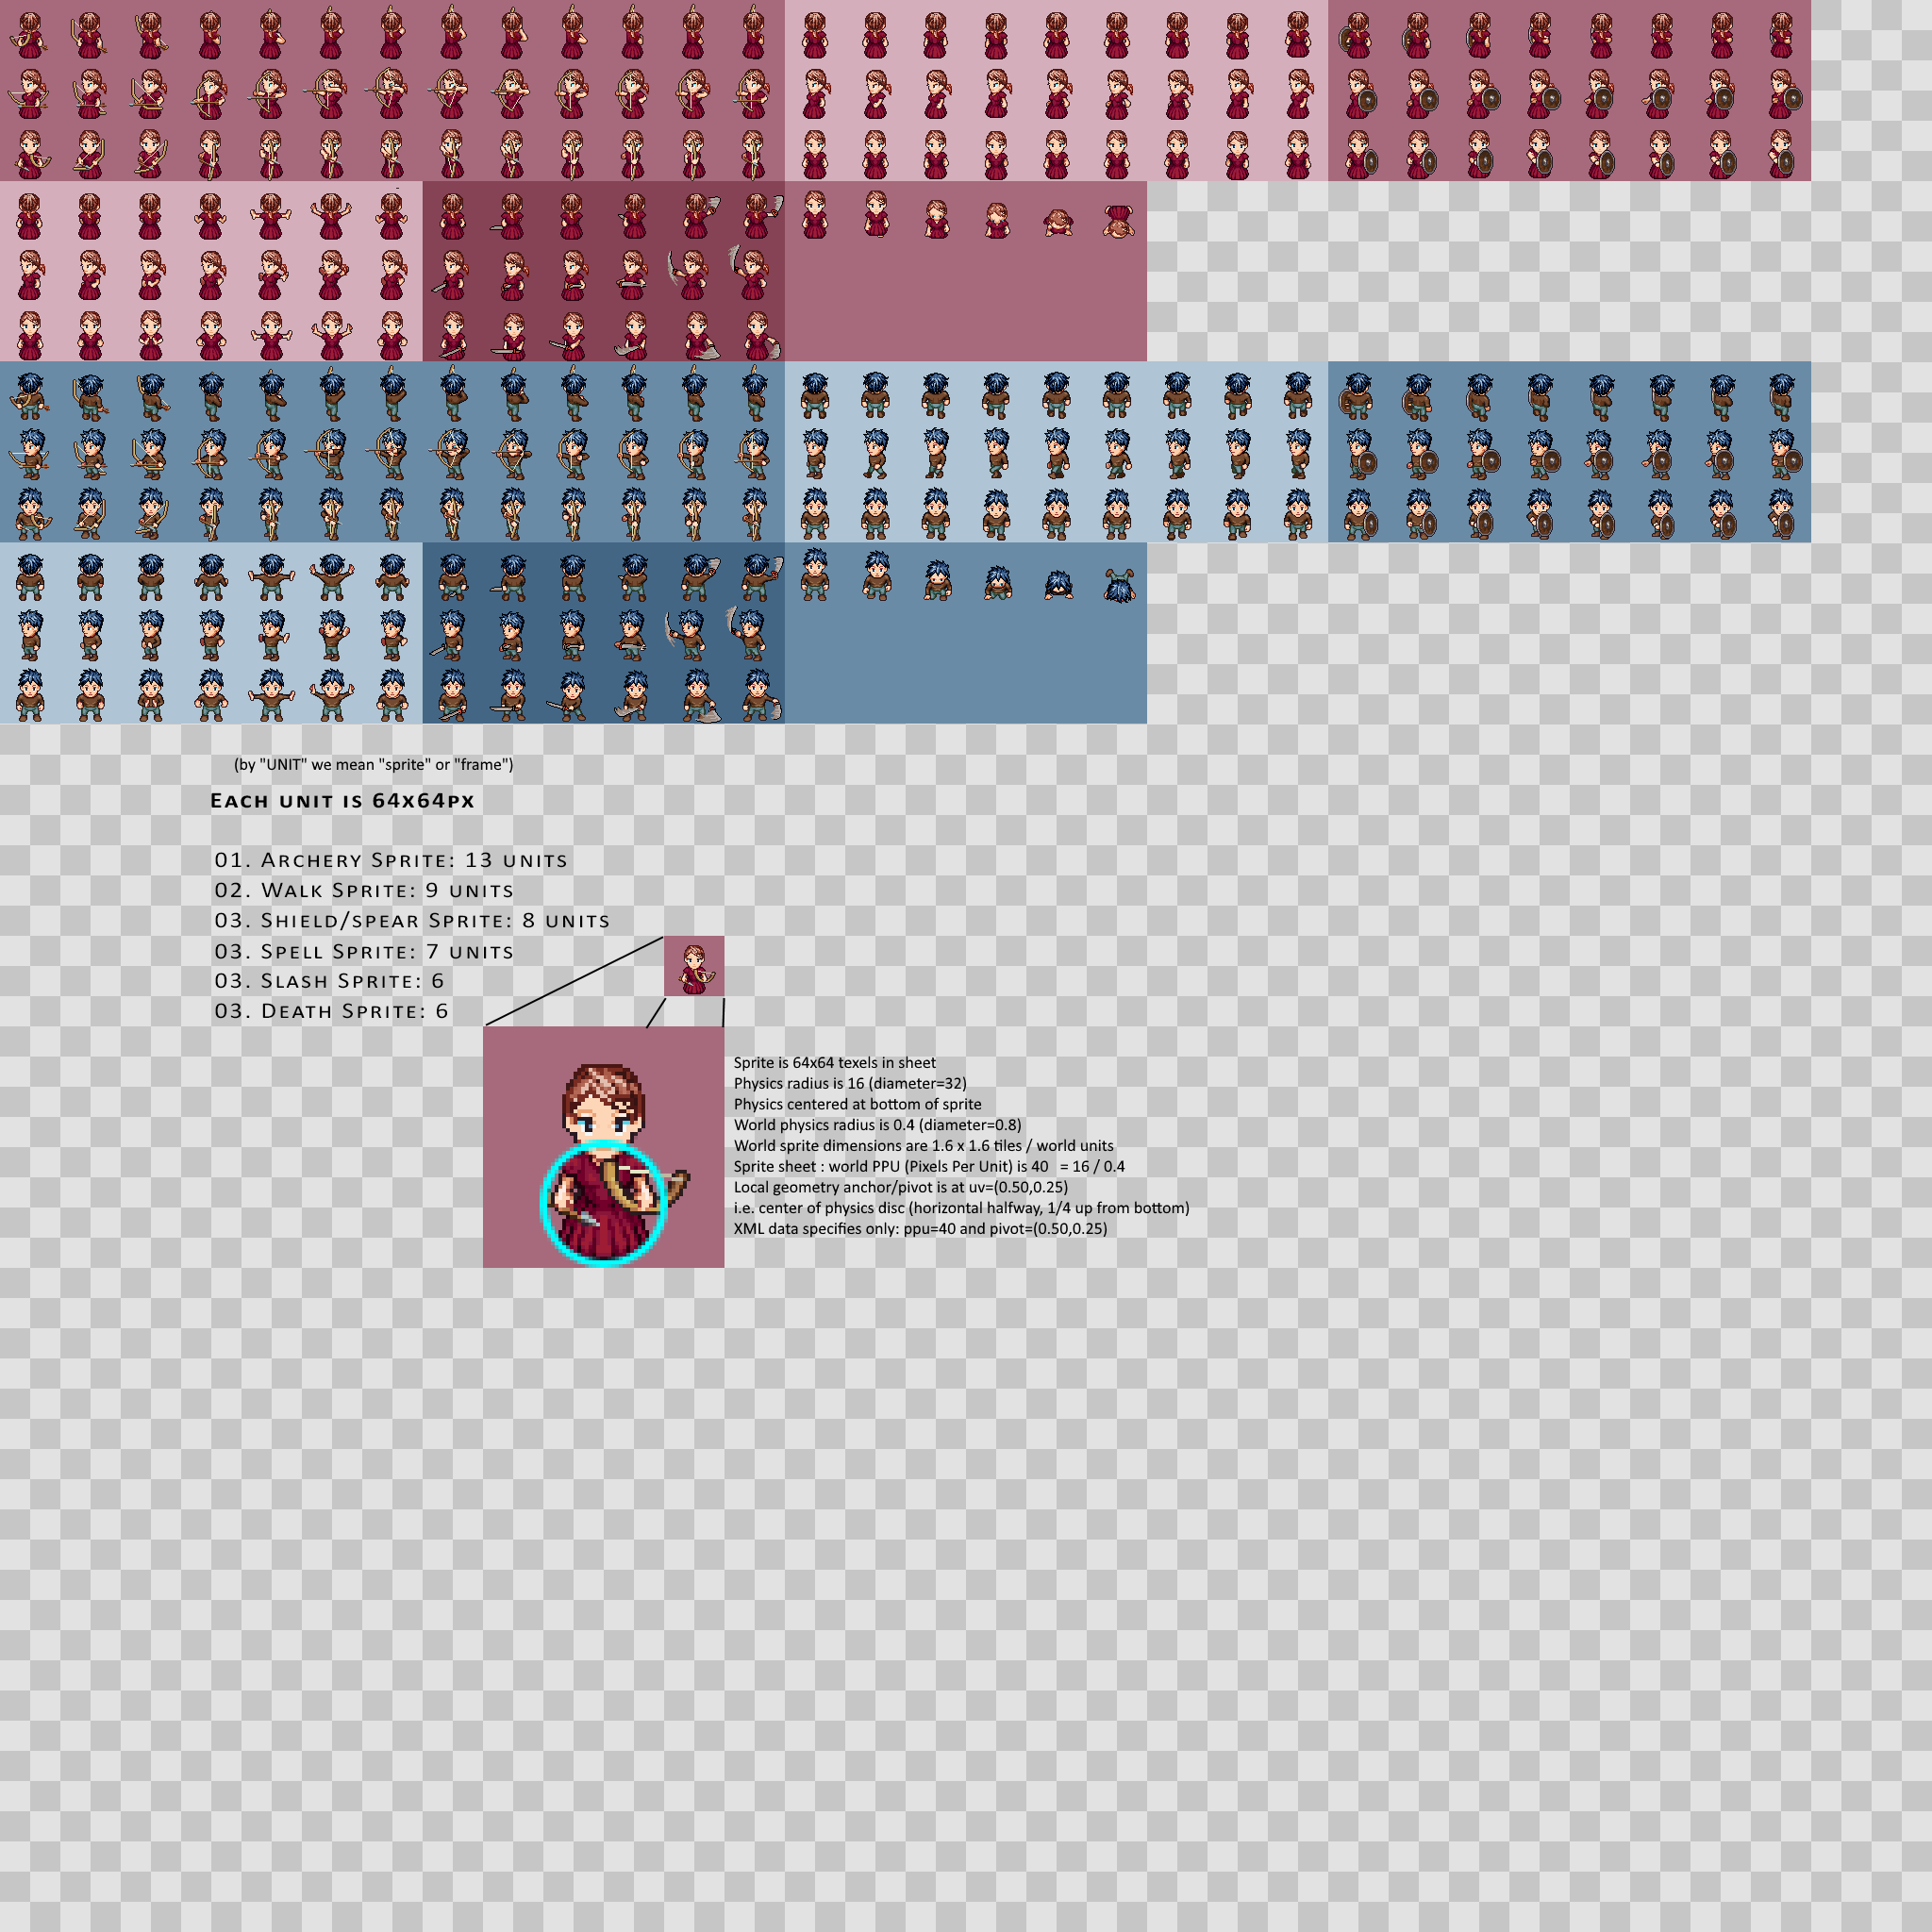 (by "UNIT" we mean "sprite" or "frame")
EACH UNIT IS 64X64PX
01. ARCHERY SPRITE: 13 UNITS
02. WALK SPRITE: 9 UNITS
03. SHIELD/SPEAR SPRITE: 8 UNITS
03. SPELL SPRITE: 7 UNITS
03. SLASH SPRITE: 6
03. DEATH SPRITE: 6
Sprite is 64x64 texels in sheet
Physics radius is 16 (diameter=32)
Physics centered at bottom of sprite
World physics radius is 0.4 (diameter=0.8)
World sprite dimensions are 1.6 x 1.6 tiles / world units
Sprite sheet : world PPU (Pixels Per Unit) is 40  = 16 / 0.4
Local geometry anchor/pivot is at uv=(0.50,0.25)
i.e. center of physics disc (horizontal halfway, 1/4 up from bottom)
XML data specifies only: ppu=40 and pivot=(0.50,0.25)